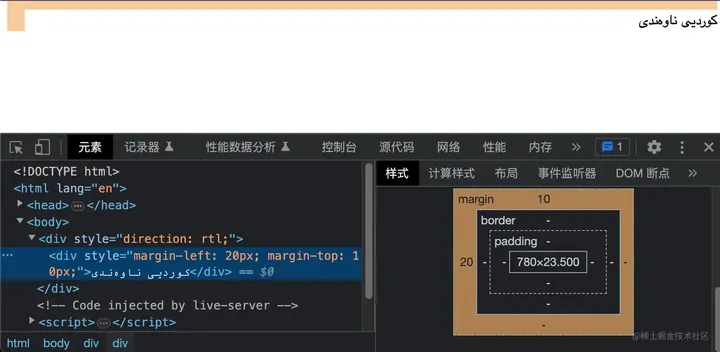 كوردیی ناوەندی
元素 记录器 性能数据分析 控制台 源代码 网络 性能 内存 » 1
<!DOCTYPE html>
<html lang="en">
<head>…</head>
<body>
<div style="direction: rtl;">
<div style="margin-left: 20px; margin-top: 1
0px;">كوردیی ناوەندی</div> == $0
</div>
<!-- Code injected by live-server -->
<script>…</script>
html body div div
样式 计算样式 布局 事件监听器 DOM 断点 »
margin 10
border -
padding -
20 - - 780×23.500 - - -
-
-
-
@稀土掘金技术社区